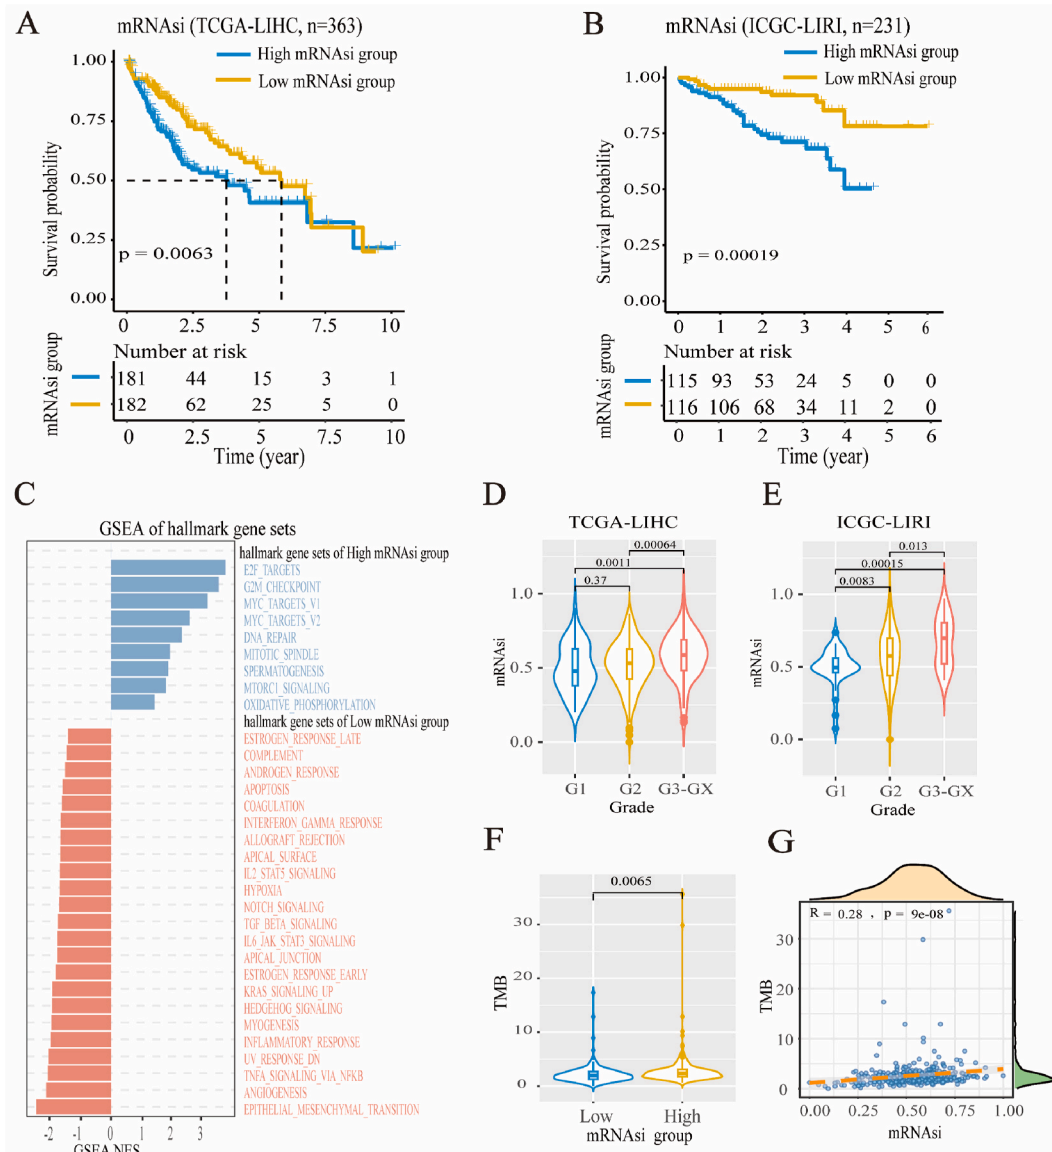 A
mRNAsi (TCGA-LIHC, n=363)
High mRNAsi group
Low mRNAsi group
Survival probability
1.00
0.75
0.50
0.25
0.00
p = 0.0063
0 2.5 5 7.5 10
mRNAsi group
Number at risk
181 44 15 3 1
182 62 25 5 0
0 2.5 5 7.5 10
Time (year)
B
mRNAsi (ICGC-LIRI, n=231)
High mRNAsi group
Low mRNAsi group
Survival probability
1.00
0.75
0.50
0.25
0.00
p = 0.00019
0 1 2 3 4 5 6
mRNAsi group
Number at risk
115 93 53 24 5 0 0
116 106 68 34 11 2 0
0 1 2 3 4 5 6
Time (year)
C
GSEA of hallmark gene sets
hallmark gene sets of High mRNAsi group
E2F_TARGETS
G2M_CHECKPOINT
MYC_TARGETS_V1
MYC_TARGETS_V2
DNA_REPAIR
MITOTIC_SPINDLE
SPERMATOGENESIS
MTORC1_SIGNALING
OXIDATIVE_PHOSPHORYLATION
hallmark gene sets of Low mRNAsi group
ESTROGEN_RESPONSE_LATE
COMPLEMENT
ANDROGEN_RESPONSE
APOPTOSIS
COAGULATION
INTERFERON_GAMMA_RESPONSE
ALLOGRAFT_REJECTION
APICAL_SURFACE
IL2_STAT5_SIGNALING
HYPOXIA
NOTCH_SIGNALING
TGF_BETA_SIGNALING
IL6_JAK_STAT3_SIGNALING
APICAL_JUNCTION
ESTROGEN_RESPONSE_EARLY
KRAS_SIGNALING_UP
HEDGEHOG_SIGNALING
MYOGENESIS
INFLAMMATORY_RESPONSE
UV_RESPONSE_DN
TNFA_SIGNALING_VIA_NFKB
ANGIOGENESIS
EPITHELIAL_MESENCHYMAL_TRANSITION
-2 -1 0 1 2 3
GSEA NES
D
TCGA-LIHC
0.00064
0.0011
0.37
mRNAsi
1.0
0.5
0.0
G1 G2 G3-GX
Grade
E
ICGC-LIRI
0.013
0.00015
0.0083
mRNAsi
1.0
0.5
0.0
G1 G2 G3-GX
Grade
F
0.0065
TMB
30
20
10
0
Low High
mRNAsi group
G
R = 0.28 , p = 9e-08
TMB
30
20
10
0
0.00 0.25 0.50 0.75 1.00
mRNAsi